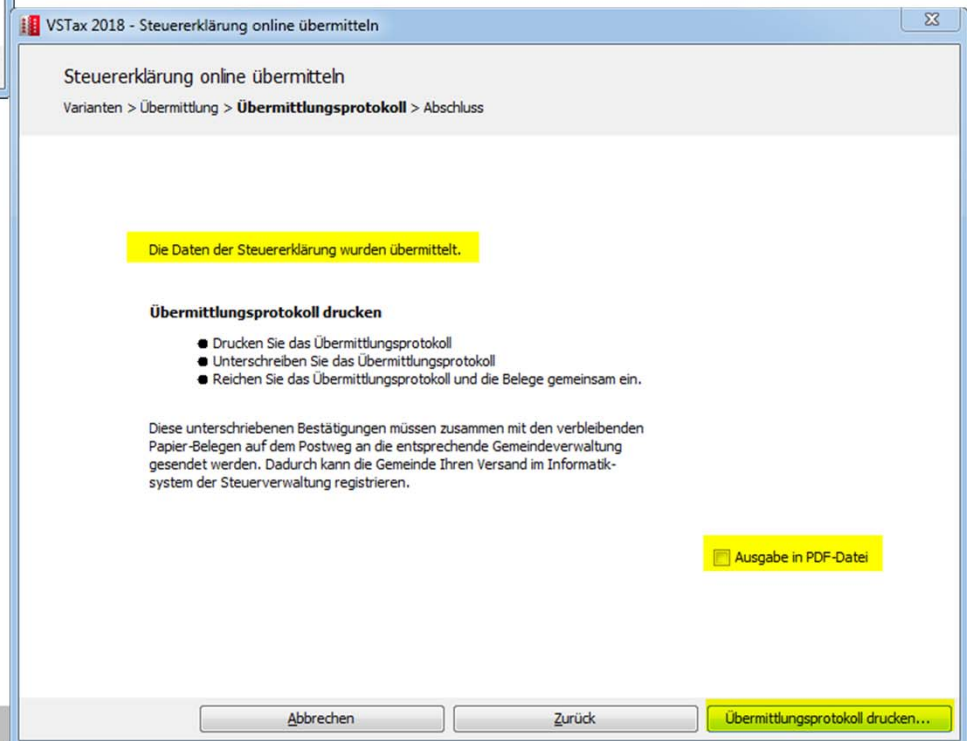 VSTax 2018 - Steuererklärung online übermitteln
Steuererklärung online übermitteln
Varianten > Übermittlung > Übermittlungsprotokoll > Abschluss
Die Daten der Steuererklärung wurden übermittelt.
Übermittlungsprotokoll drucken
Drucken Sie das Übermittlungsprotokoll
Unterschreiben Sie das Übermittlungsprotokoll
Reichen Sie das Übermittlungsprotokoll und die Belege gemeinsam ein.
Diese unterschriebenen Bestätigungen müssen zusammen mit den verbleibenden
Papier-Belegen auf dem Postweg an die entsprechende Gemeindeverwaltung
gesendet werden. Dadurch kann die Gemeinde Ihren Versand im Informatik-
system der Steuerverwaltung registrieren.
Ausgabe in PDF-Datei
Abbrechen
Zurück
Übermittlungsprotokoll drucken...